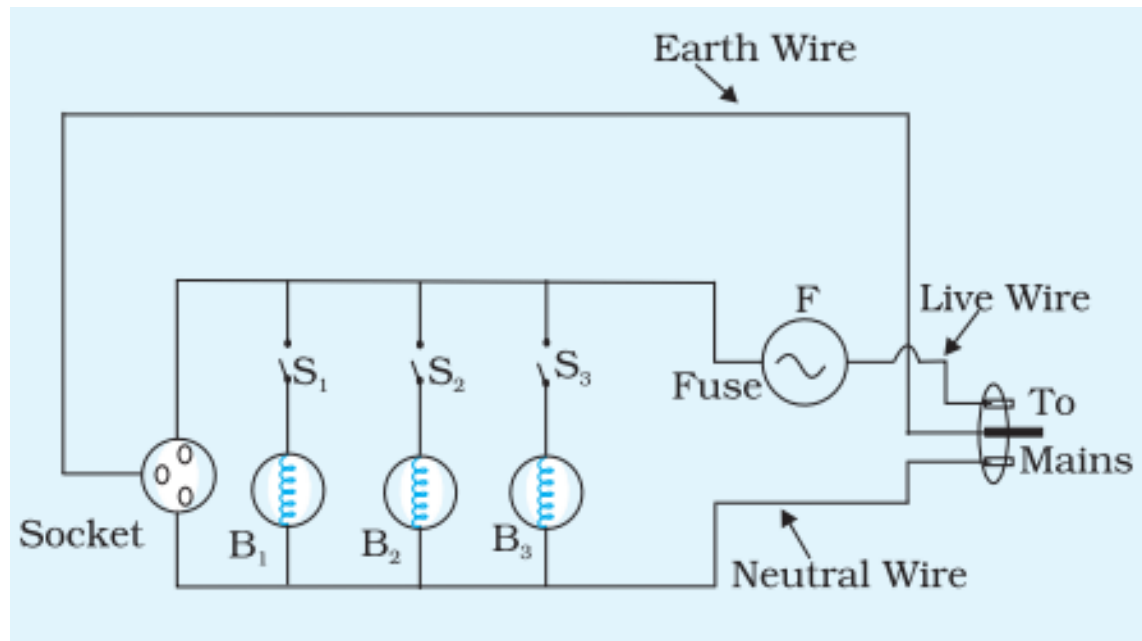 Earth Wire
F
Live Wire
S₁
S₂
S₃
Fuse
To
Mains
Socket
B₁
B₂
B₃
Neutral Wire